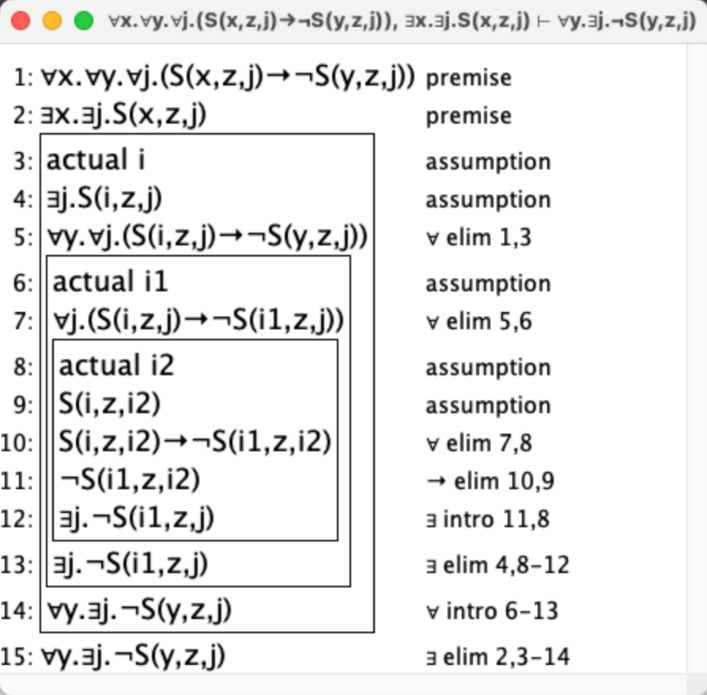 ∀x.∀y.∀j.(S(x,z,j)→¬S(y,z,j)), ∃x.∃j.S(x,z,j) ⊢ ∀y.∃j.¬S(y,z,j)
1: ∀x.∀y.∀j.(S(x,z,j)→¬S(y,z,j)) premise
2: ∃x.∃j.S(x,z,j) premise
3: actual i assumption
4: ∃j.S(i,z,j) assumption
5: ∀y.∀j.(S(i,z,j)→¬S(y,z,j)) ∀ elim 1,3
6: actual i1 assumption
7: ∀j.(S(i,z,j)→¬S(i1,z,j)) ∀ elim 5,6
8: actual i2 assumption
9: S(i,z,i2) assumption
10: S(i,z,i2)→¬S(i1,z,i2) ∀ elim 7,8
11: ¬S(i1,z,i2) → elim 10,9
12: ∃j.¬S(i1,z,j) ∃ intro 11,8
13: ∃j.¬S(i1,z,j) ∃ elim 4,8–12
14: ∀y.∃j.¬S(y,z,j) ∀ intro 6–13
15: ∀y.∃j.¬S(y,z,j) ∃ elim 2,3–14